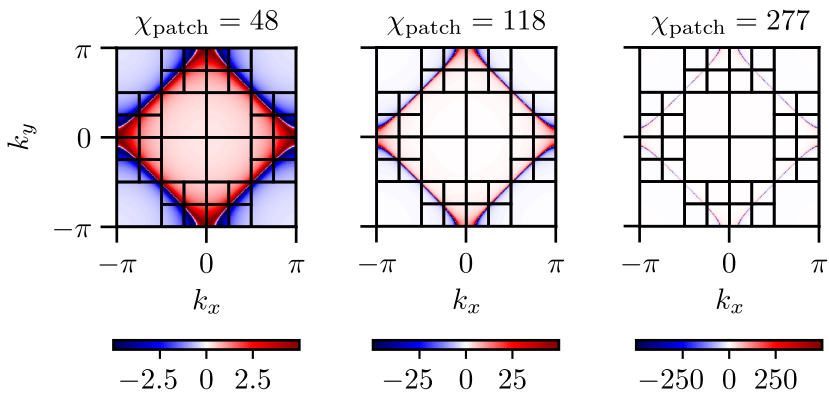 χpatch = 48 χpatch = 118 χpatch = 277
π
ky
0
−π
−π 0 π −π 0 π −π 0 π
kx kx kx
−2.5 0 2.5 −25 0 25 −250 0 250